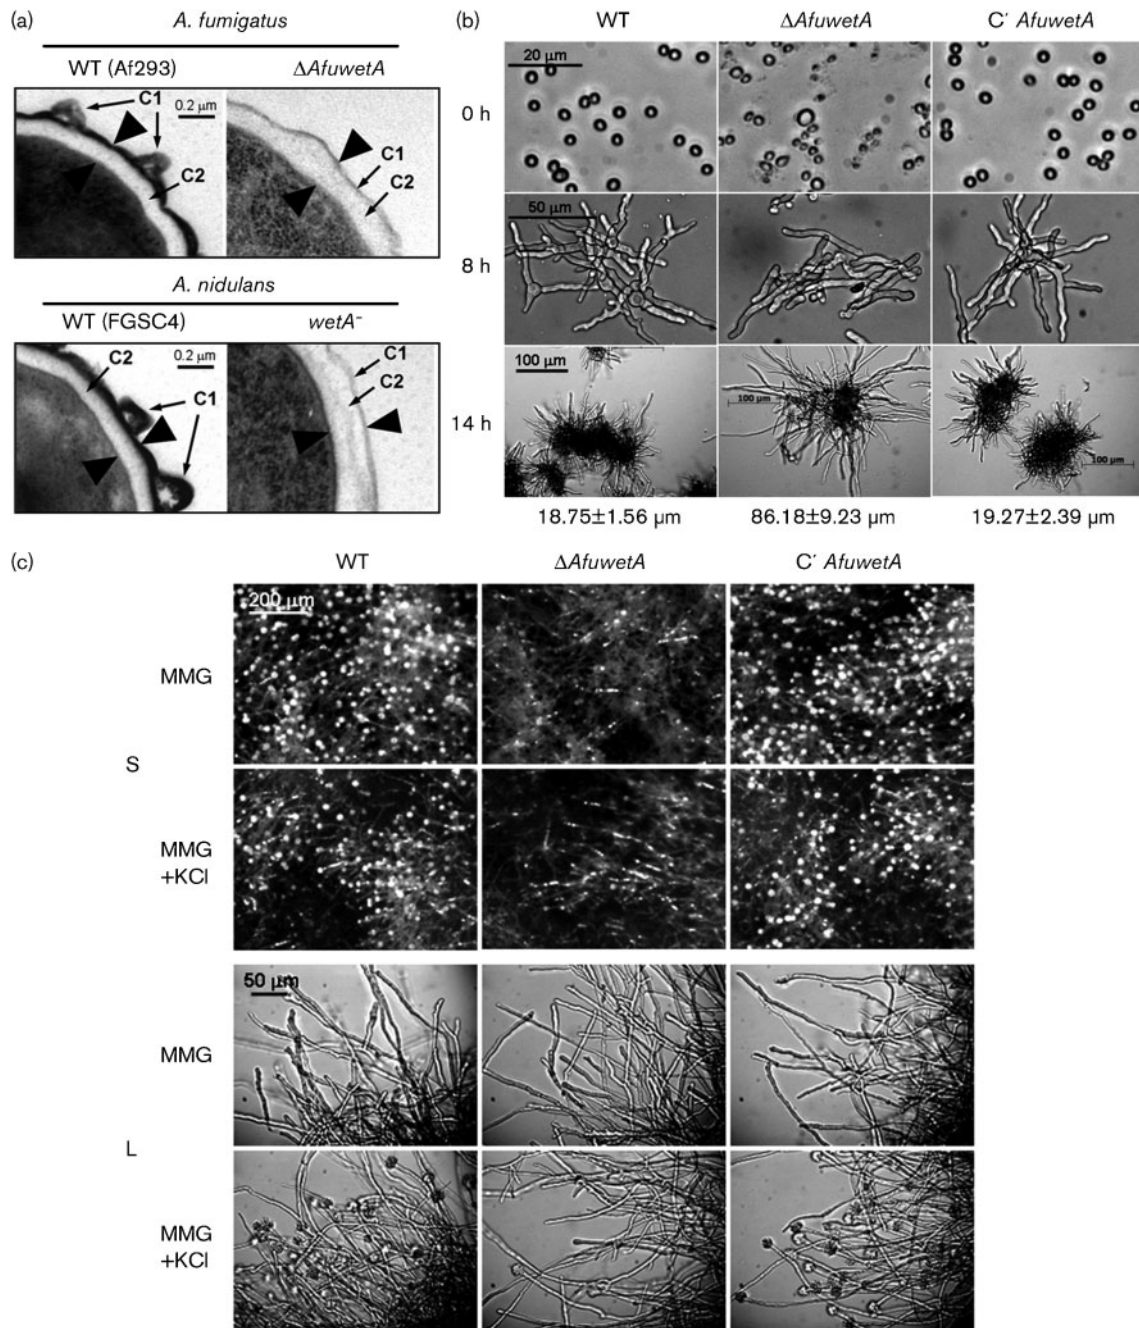 (a)
A. fumigatus
WT (Af293) ΔAfuwetA
C1 0.2 μm
C2
C1
C2
A. nidulans
WT (FGSC4) wetA⁻
C2 0.2 μm
C1
C1
C2
(b)
WT ΔAfuwetA C′ AfuwetA
0 h
20 μm
8 h
50 μm
14 h
100 μm
100 μm
100 μm
18.75±1.56 μm 86.18±9.23 μm 19.27±2.39 μm
(c)
WT ΔAfuwetA C′ AfuwetA
S
MMG
200 μm
MMG
+KCl
L
MMG
50 μm
MMG
+KCl